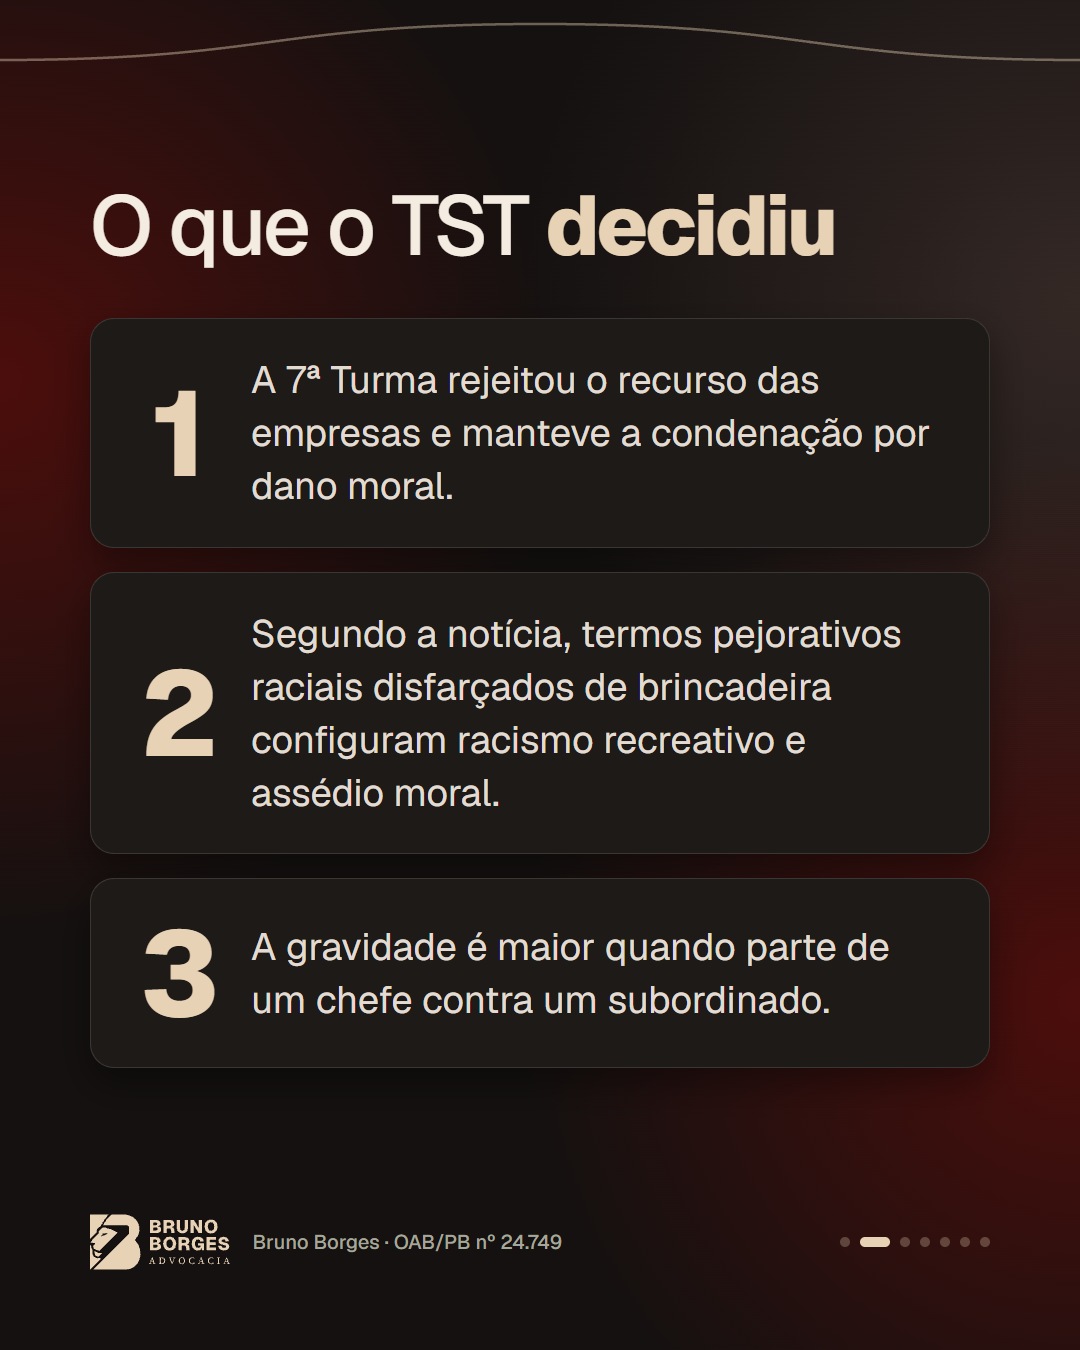 O que o TST decidiu
1
A 7ª Turma rejeitou o recurso das
empresas e manteve a condenação por
dano moral.
2
Segundo a notícia, termos pejorativos
raciais disfarçados de brincadeira
configuram racismo recreativo e
assédio moral.
3
A gravidade é maior quando parte de
um chefe contra um subordinado.
BRUNO
BORGES
ADVOCACIA
Bruno Borges · OAB/PB nº 24.749